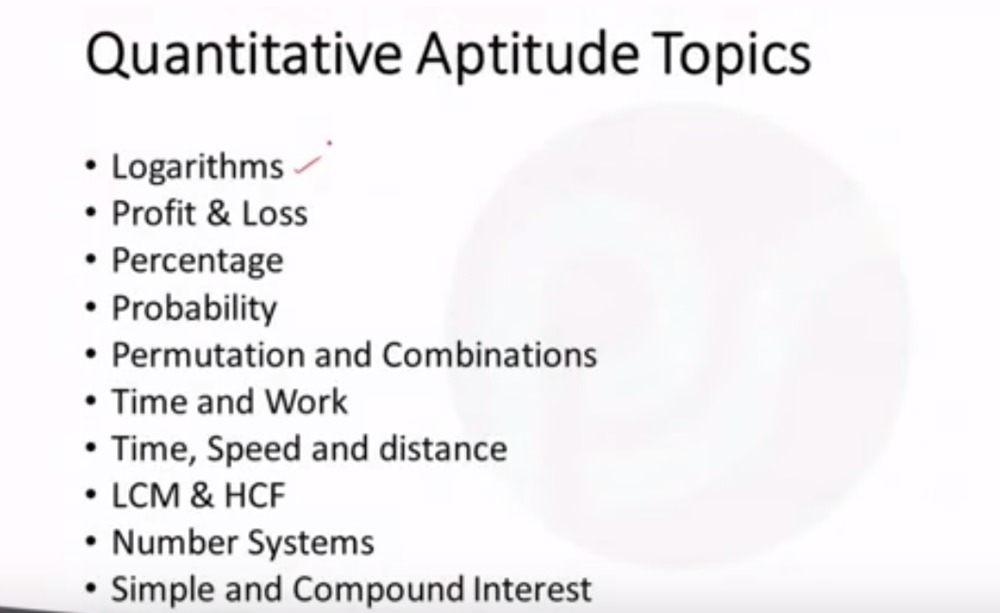 Quantitative Aptitude Topics
• Logarithms
• Profit & Loss
• Percentage
• Probability
• Permutation and Combinations
• Time and Work
• Time, Speed and distance
• LCM & HCF
• Number Systems
• Simple and Compound Interest